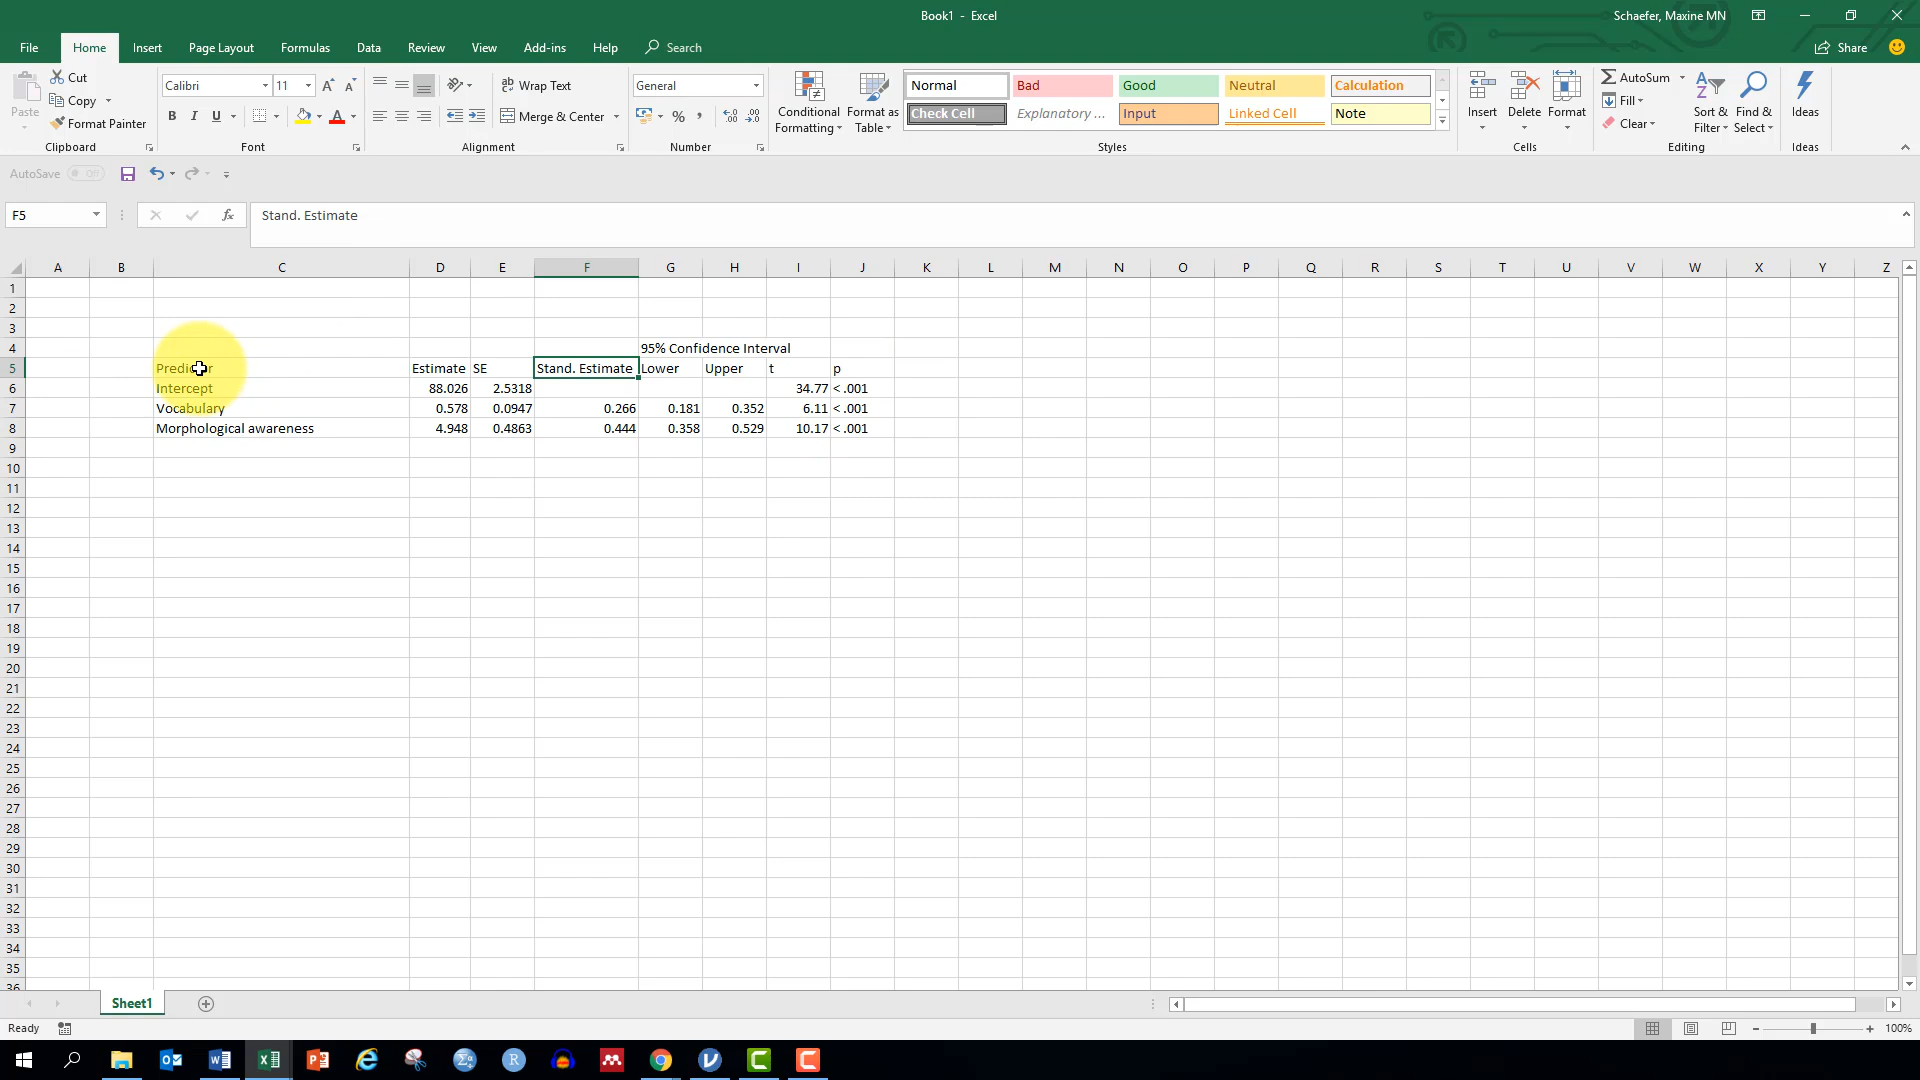 Book1 - Excel
Schaefer, Maxine MN
File Home Insert Page Layout Formulas Data Review View Add-ins Help Search Share
Cut
Copy
Format Painter
Paste
Clipboard
Calibri 11
B I U
Font
Wrap Text
Merge & Center
Alignment
General
%
Number
Conditional Formatting
Format as Table
Normal Bad Good Neutral Calculation
Check Cell Explanatory ... Input Linked Cell Note
Styles
Insert Delete Format
Cells
AutoSum
Fill
Clear
Sort & Filter
Find & Select
Editing
Ideas
Ideas
AutoSave Off
F5 fx Stand. Estimate
A B C D E F G H I J K L M N O P Q R S T U V W X Y Z
1
2
3
4 95% Confidence Interval
5 Predictor Estimate SE Stand. Estimate Lower Upper t p
6 Intercept 88.026 2.5318 34.77 < .001
7 Vocabulary 0.578 0.0947 0.266 0.181 0.352 6.11 < .001
8 Morphological awareness 4.948 0.4863 0.444 0.358 0.529 10.17 < .001
9
10
11
12
13
14
15
16
17
18
19
20
21
22
23
24
25
26
27
28
29
30
31
32
33
34
35
36
Sheet1
Ready
100%